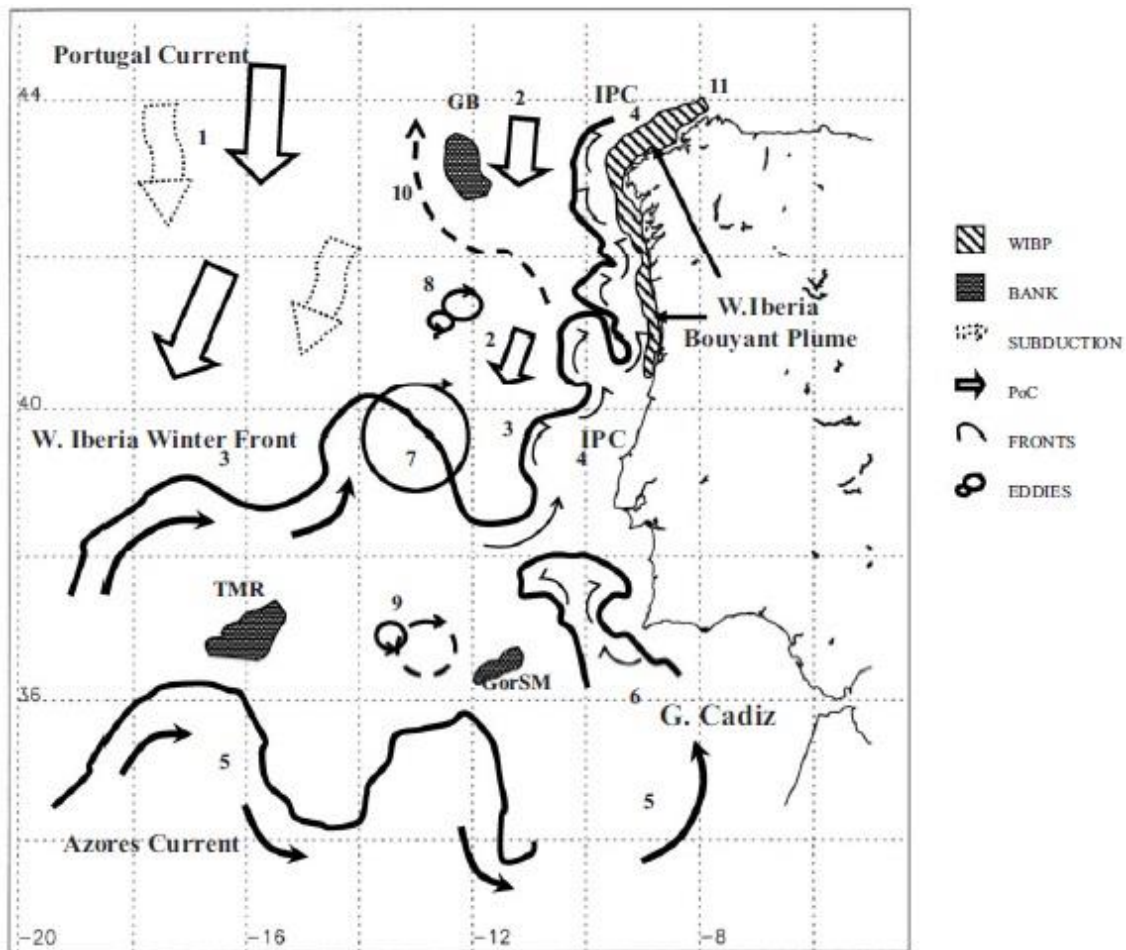 Portugal Current
44
1
GB
2
IPC
4
11
10
8
W.Iberia
Bouyant Plume
2
40
W. Iberia Winter Front
3
7
3
IPC
4
TMR
9
GorSM
36
6
G. Cadiz
5
5
Azores Current
-20
-16
-12
-8
WIBP
BANK
SUBDUCTION
PoC
FRONTS
EDDIES